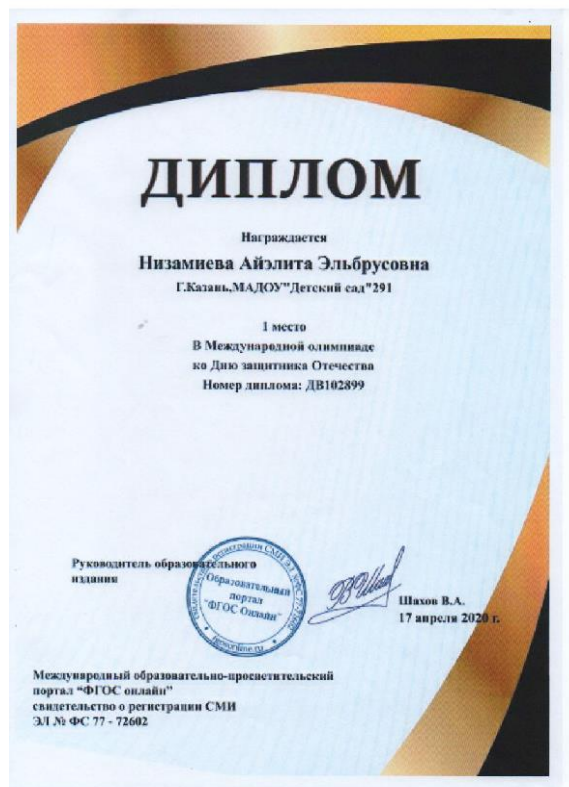 ДИПЛОМ
Награждается
Низамиева Айэлита Эльбрусовна
Г.Казань,МАДОУ"Детский сад"291
1 место
В Международной олимпиаде
ко Дню защитника Отечества
Номер диплома: ДВ102899
Руководитель образовательного
издания
Образовательный
портал
"ФГОС Онлайн"
Шахов В.А.
17 апреля 2020 г.
Международный образовательно-просветительский
портал “ФГОС онлайн”
свидетельство о регистрации СМИ
ЭЛ № ФС 77 - 72602